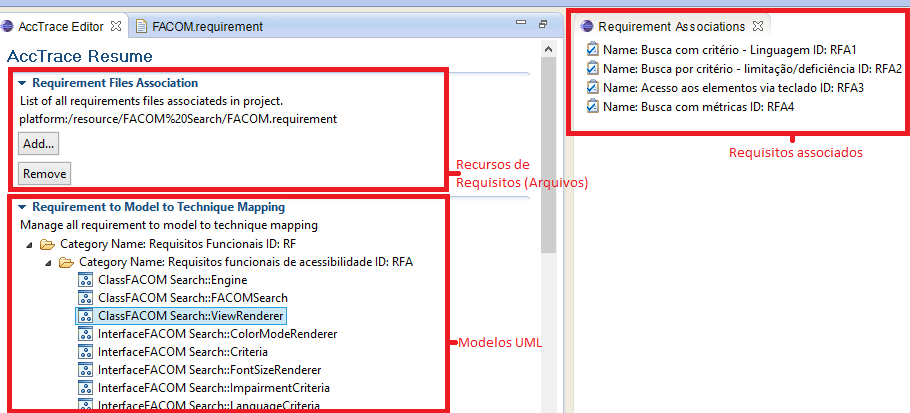 AccTrace Editor
FACOM.requirement
AccTrace Resume
Requirement Files Association
List of all requirements files associateds in project.
platform:/resource/FACOM%20Search/FACOM.requirement
Add...
Remove
Recursos de
Requisitos (Arquivos)
Requirement to Model to Technique Mapping
Manage all requirement to model to technique mapping
Category Name: Requisitos Funcionais ID: RF
Category Name: Requisitos funcionais de acessibilidade ID: RFA
ClassFACOM Search::Engine
ClassFACOM Search::FACOMSearch
ClassFACOM Search::ViewRenderer
InterfaceFACOM Search::ColorModeRenderer
InterfaceFACOM Search::Criteria
InterfaceFACOM Search::FontSizeRenderer
InterfaceFACOM Search::ImpairmentCriteria
InterfaceFACOM Search::LanguageCriteria
Modelos UML
Requirement Associations
Name: Busca com critério - Linguagem ID: RFA1
Name: Busca por critério - limitação/deficiência ID: RFA2
Name: Acesso aos elementos via teclado ID: RFA3
Name: Busca com métricas ID: RFA4
Requisitos associados